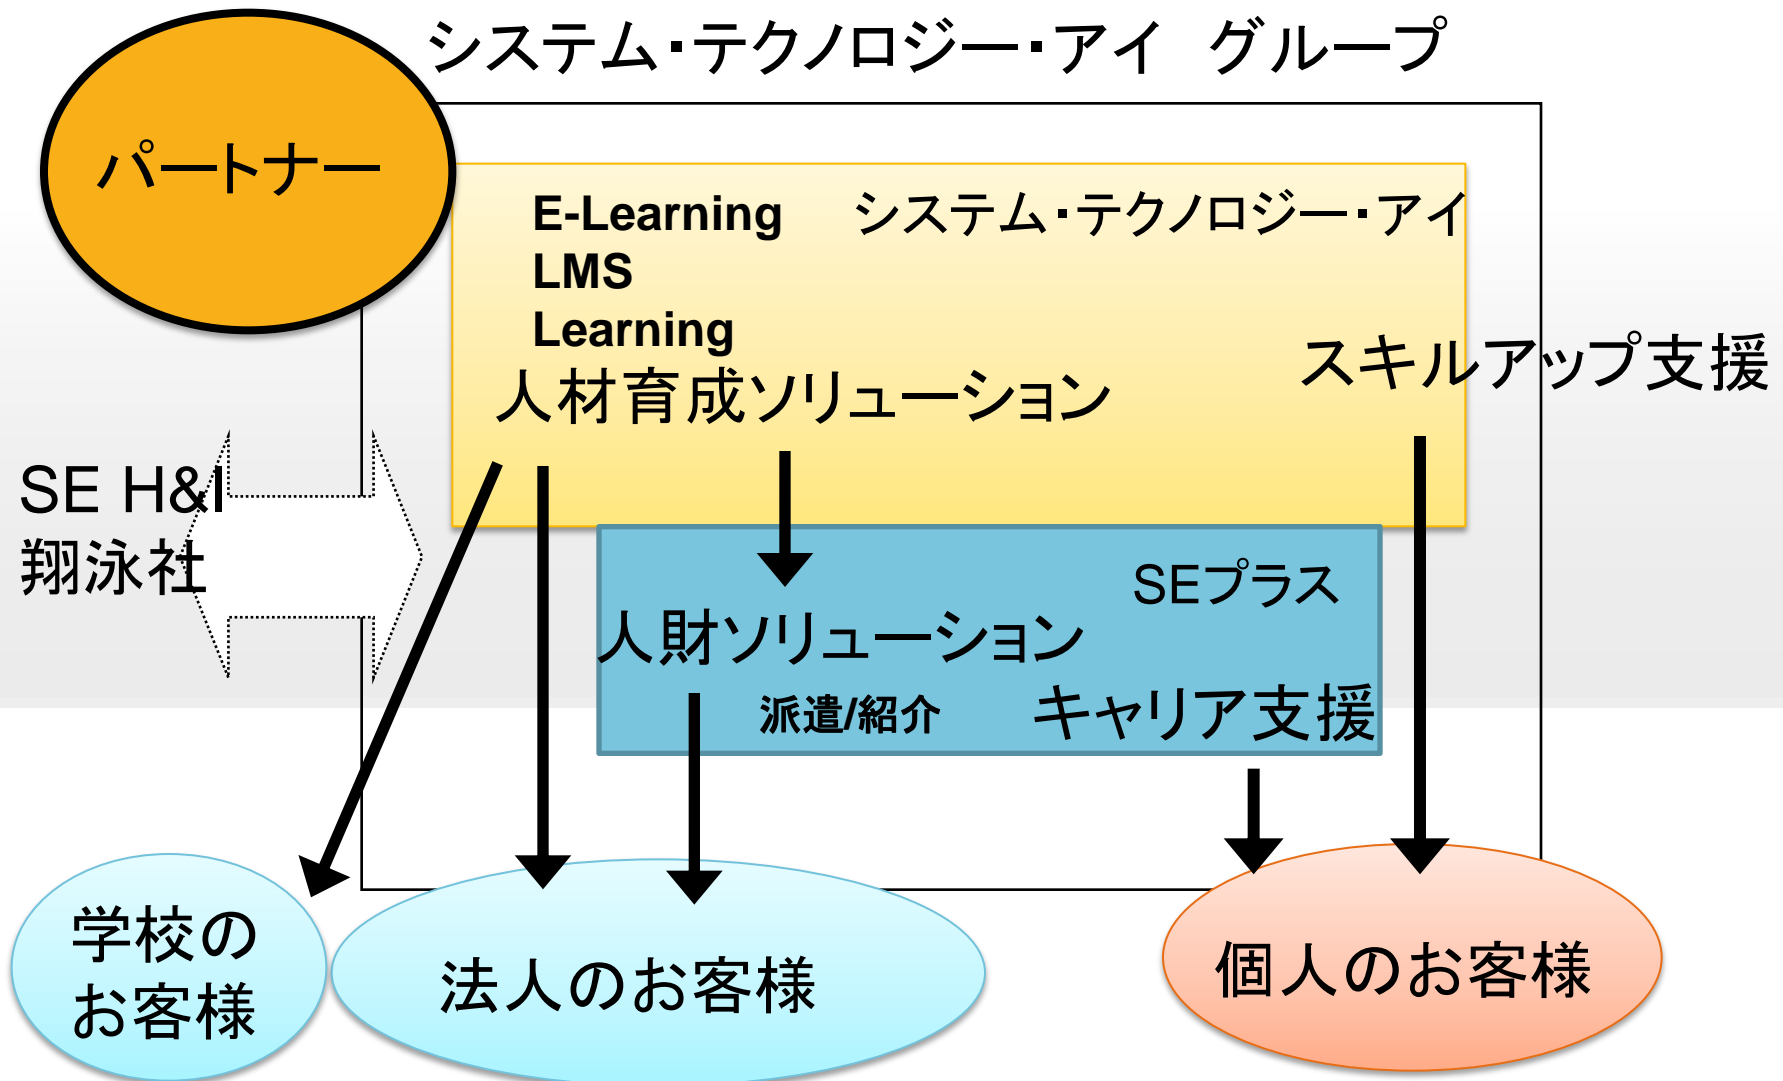 システム・テクノロジー・アイ　グループ
パートナー
E-Learning
システム・テクノロジー・アイ
LMS
Learning
人材育成ソリューション
スキルアップ支援
SE H&I
翔泳社
SEプラス
人財ソリューション
派遣/紹介
キャリア支援
学校の
お客様
法人のお客様
個人のお客様